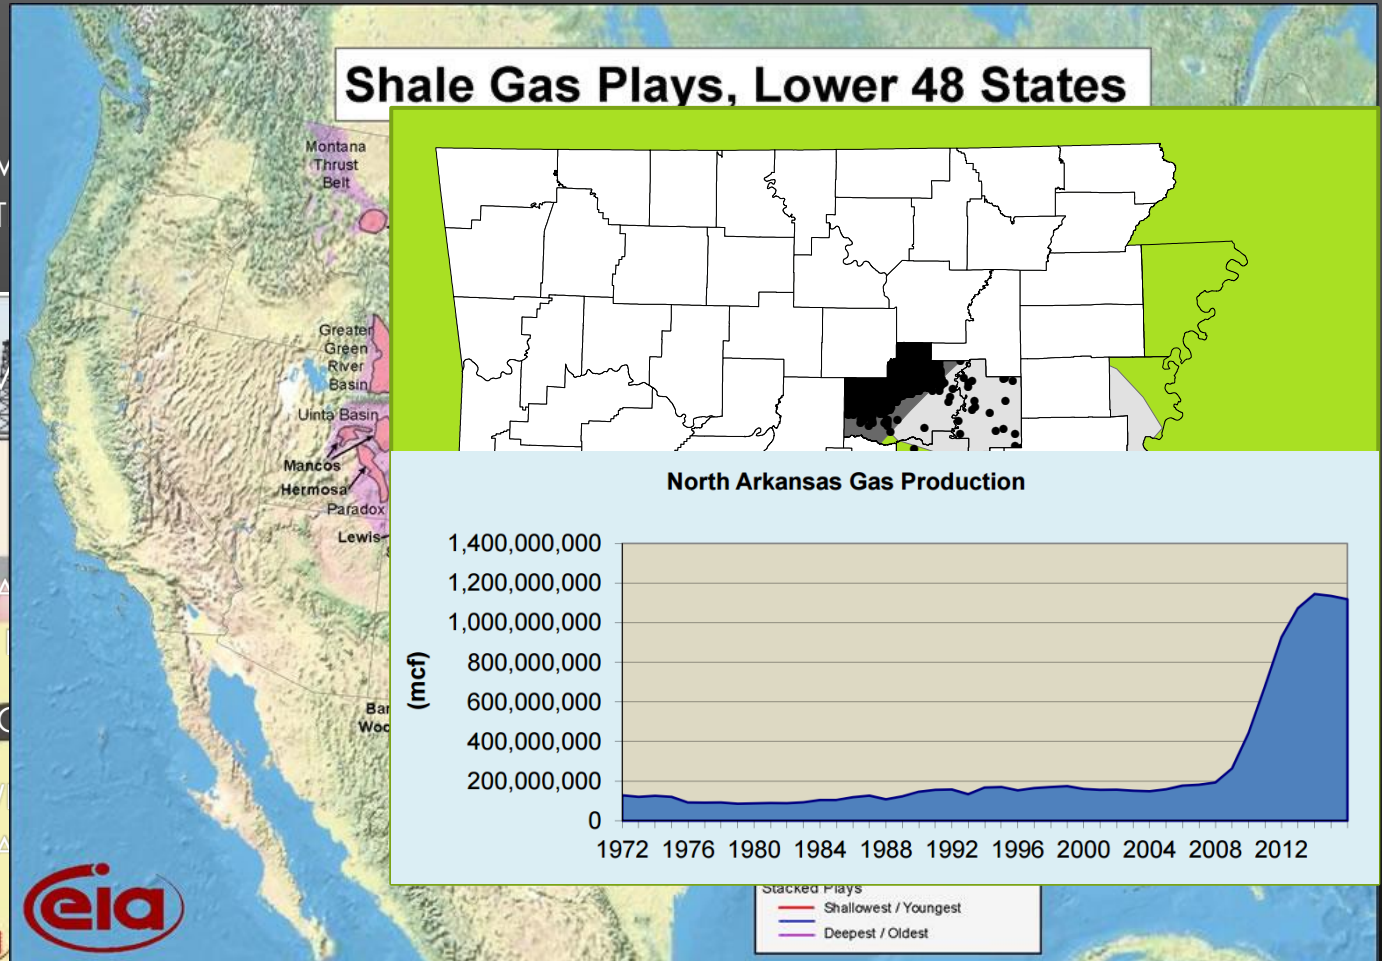 Shale Gas Plays, Lower 48 States
Montana
Thrust
Belt
Greater
Green
River
Basin
Uinta Basin
Mancos
Hermosa
Paradox
Lewis
North Arkansas Gas Production
(mcf)
1,400,000,000
1,200,000,000
1,000,000,000
800,000,000
600,000,000
400,000,000
200,000,000
0
1972 1976 1980 1984 1988 1992 1996 2000 2004 2008 2012
Stacked Plays
Shallowest / Youngest
Deepest / Oldest
eia